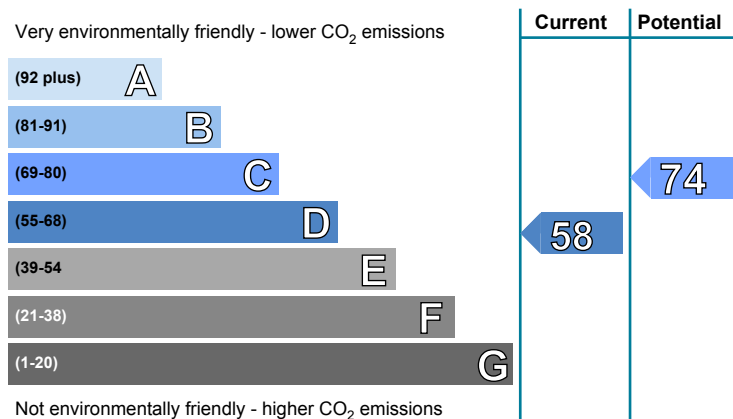 Current Potential
Very environmentally friendly - lower CO2 emissions
(92 plus) A
(81-91) B
(69-80) C
74
(55-68) D
58
(39-54 E
(21-38) F
(1-20) G
Not environmentally friendly - higher CO2 emissions